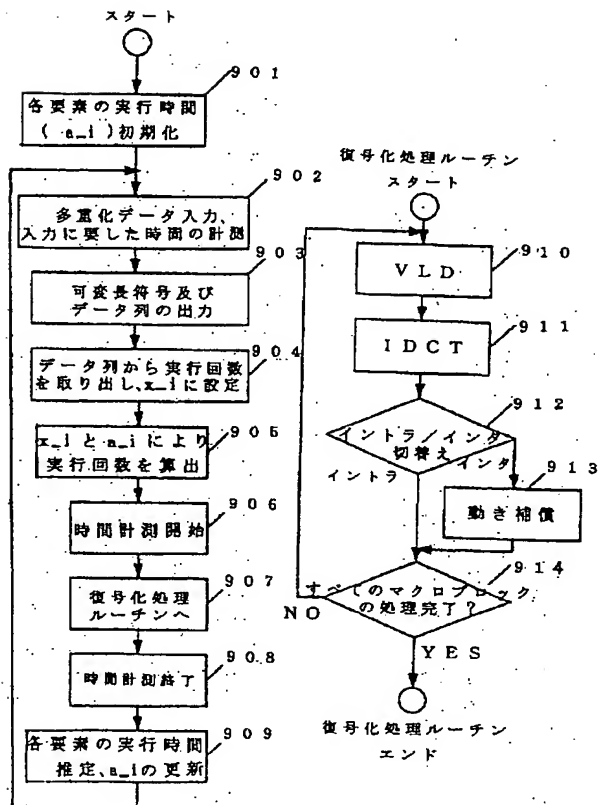 スタート
901
各要素の実行時間
( a_i )初期化
902
多重化データ入力、
入力に要した時間の計測
903
可変長符号及び
データ列の出力
904
データ列から実行回数
を取り出し、x_iに設定
905
x_iとa_iにより
実行回数を算出
906
時間計測開始
907
復号化処理
ルーチンへ
908
時間計測終了
909
各要素の実行時間
推定、a_iの更新
復号化処理ルーチン
スタート
910
VLD
911
IDCT
912
イントラ/インタ
切替え
イントラ
インタ
913
動き補償
914
すべてのマクロブロック
の処理完了?
NO
YES
復号化処理ルーチン
エンド